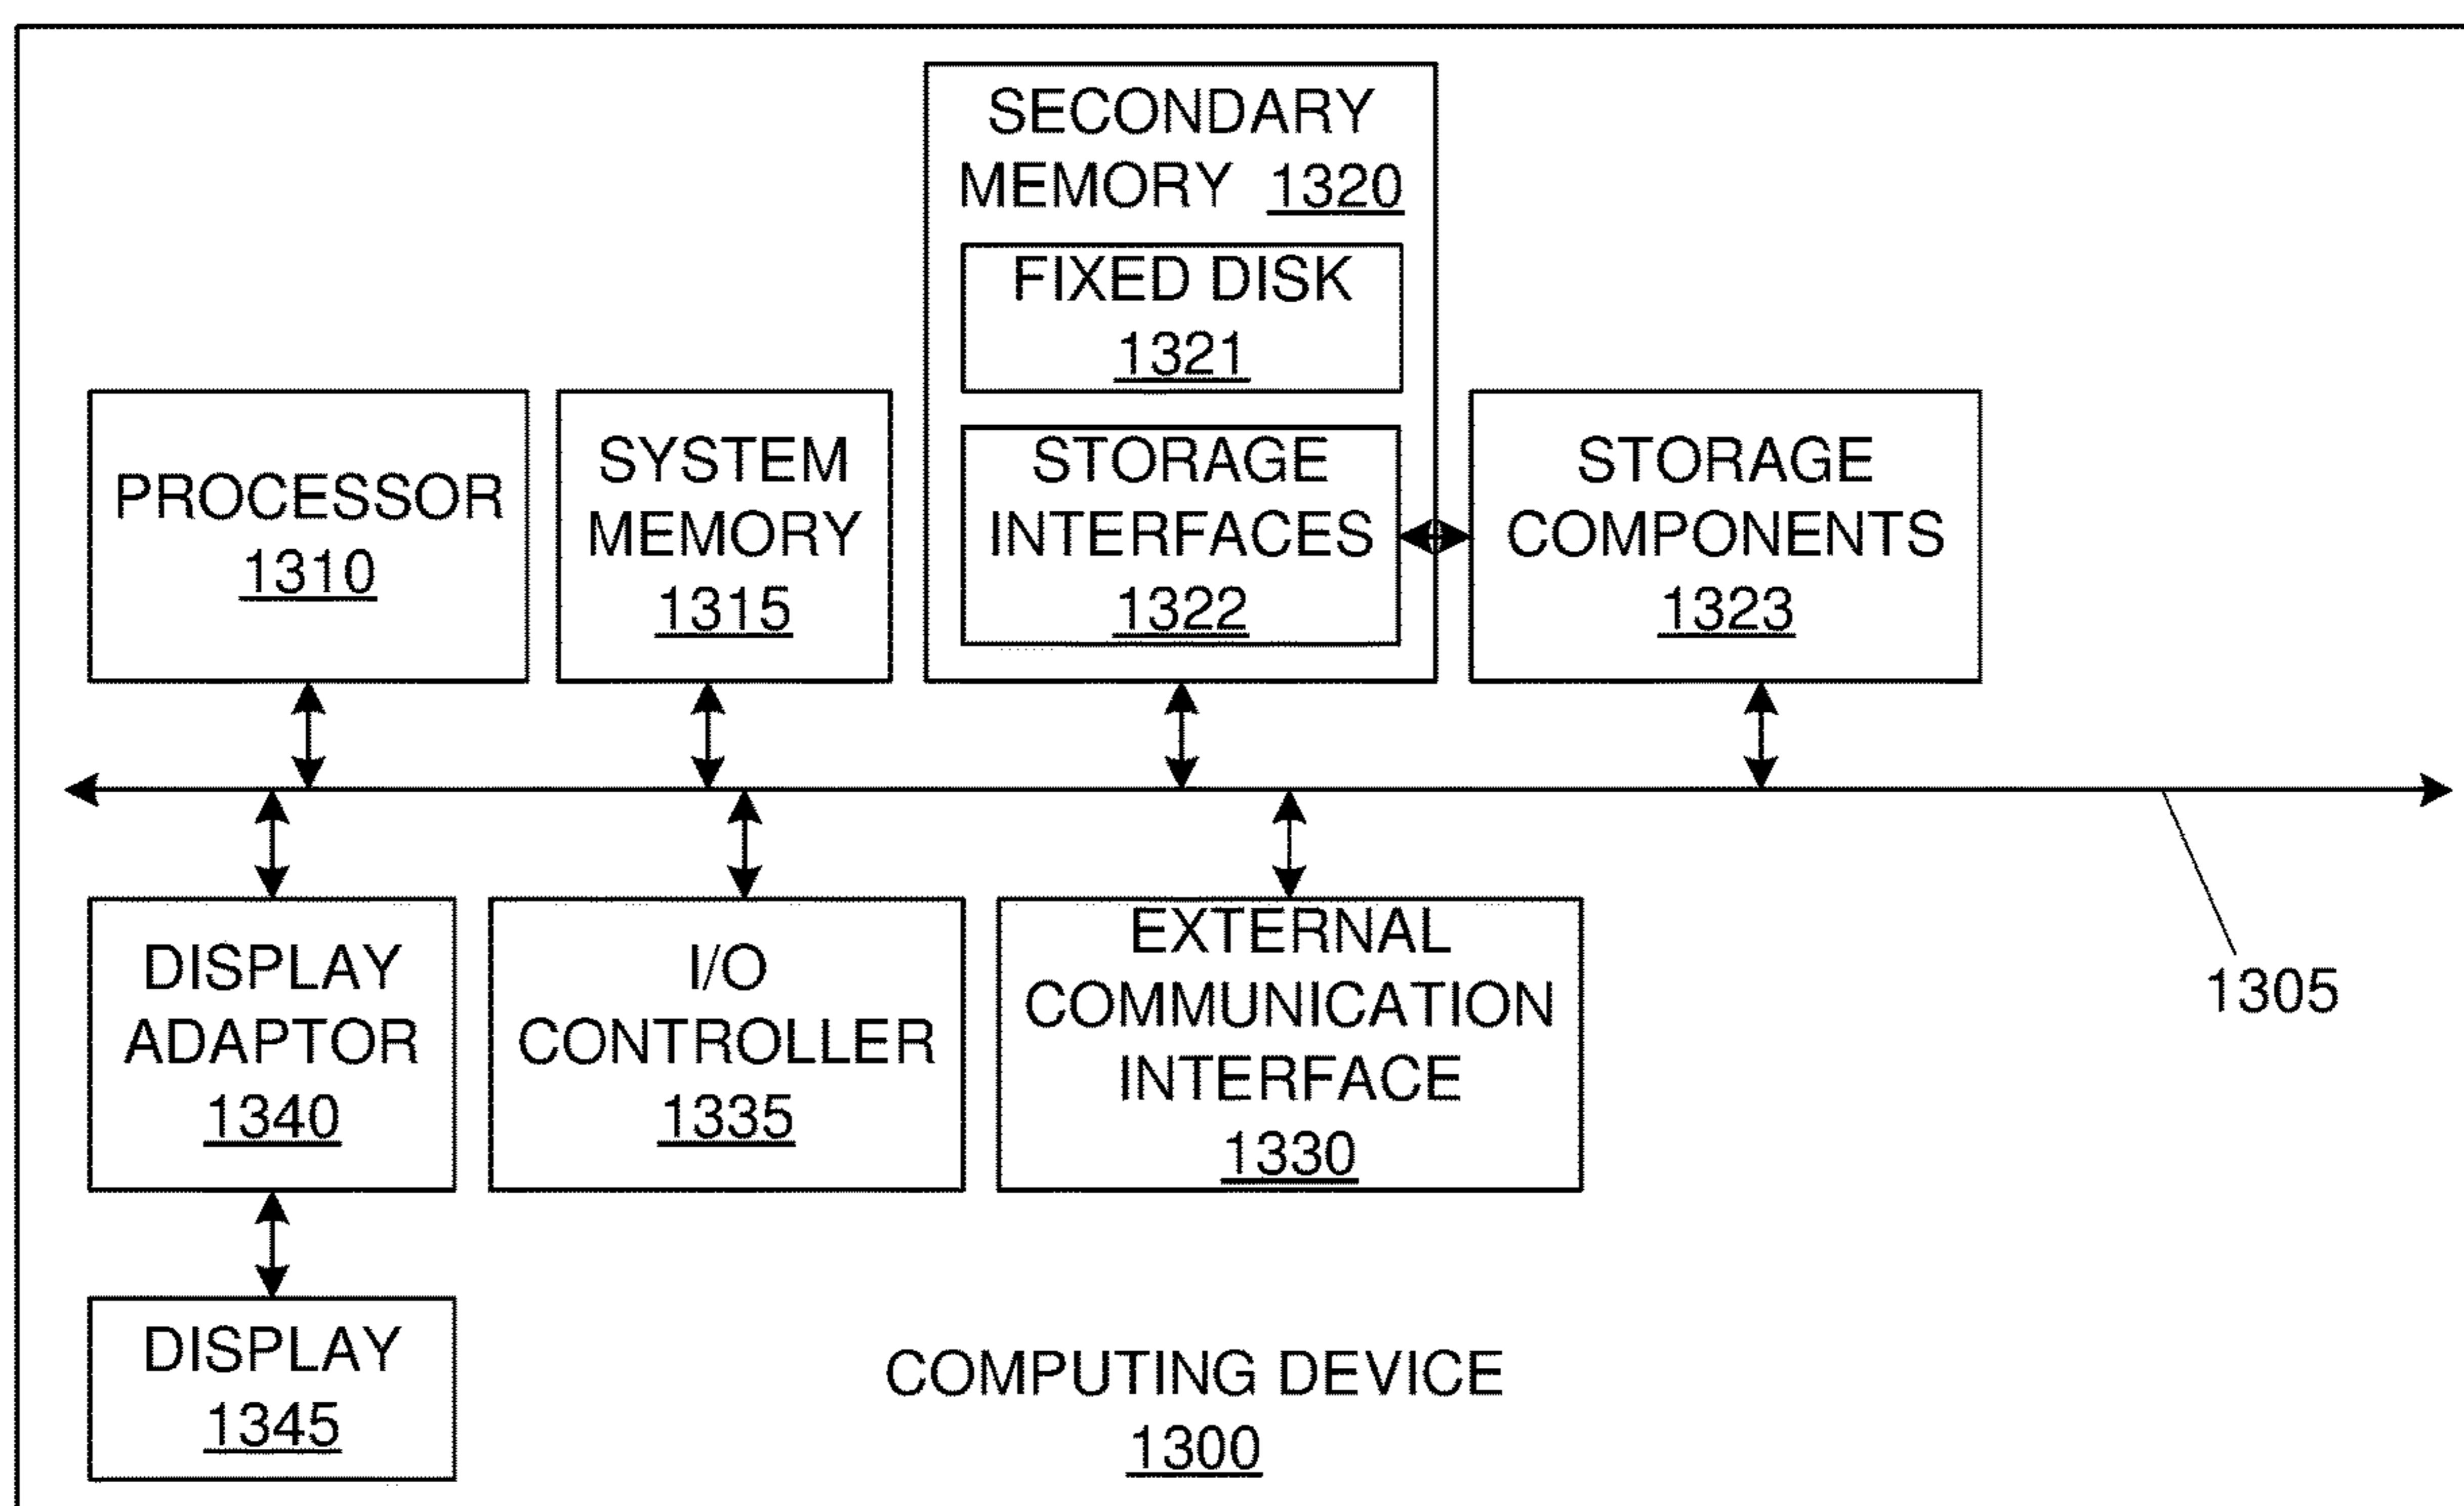 SECONDARY
MEMORY 1320
FIXED DISK
1321
STORAGE
INTERFACES
1322
PROCESSOR
1310
SYSTEM
MEMORY
1315
STORAGE
COMPONENTS
1323
DISPLAY
ADAPTOR
1340
I/O
CONTROLLER
1335
EXTERNAL
COMMUNICATION
INTERFACE
1330
1305
DISPLAY
1345
COMPUTING DEVICE
1300